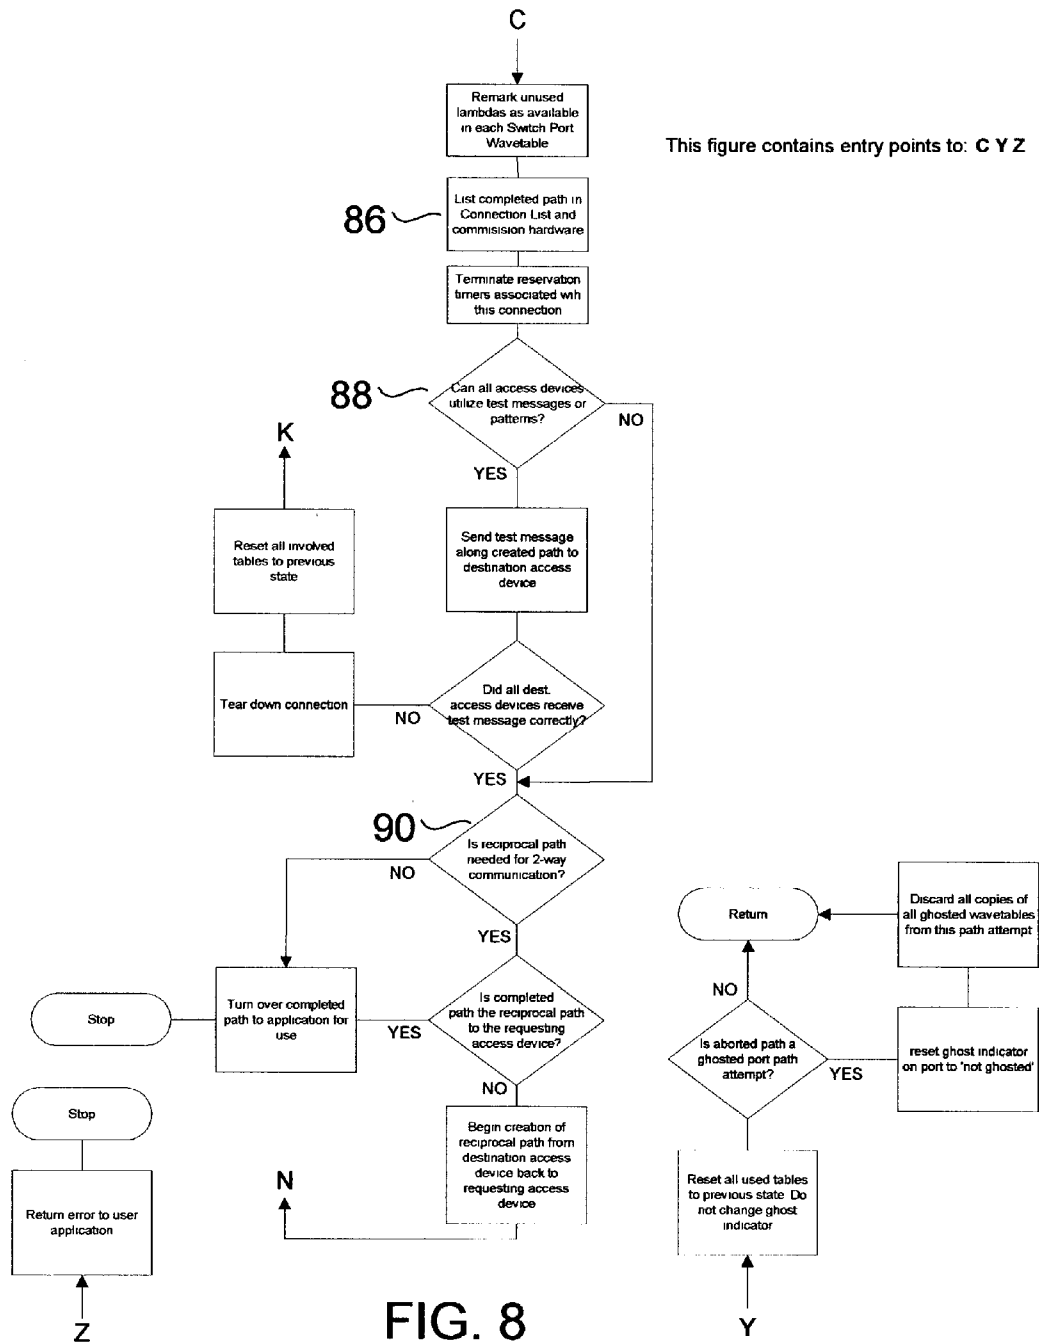 C
Remark unused
lambdas as available
in each Switch Port
Wavetable
This figure contains entry points to: C Y Z
86
List completed path in
Connection List and
commisision hardware
Terminate reservation
timers associated wih
this connection
88
Can all access devices
utilize test messages or
patterns?
NO
YES
K
Reset all involved
tables to previous
state
Send test message
along created path to
destination access
device
Tear down connection
NO
Did all dest.
access devices receive
test message correctly?
YES
90
Is reciprocal path
needed for 2-way
communication?
NO
YES
Return
Discard all copies of
all ghosted wavetables
from this path attempt
Stop
Turn over completed
path to application for
use
YES
Is completed
path the reciprocal path
to the requesting
access device?
NO
NO
Is aborted path a
ghosted port path
attempt?
YES
reset ghost indicator
on port to 'not ghosted'
Stop
Return error to user
application
Z
N
Begin creation of
reciprocal path from
destination access
device back to
requesting access
device
Reset all used tables
to previous state Do
not change ghost
indicator
Y
FIG. 8